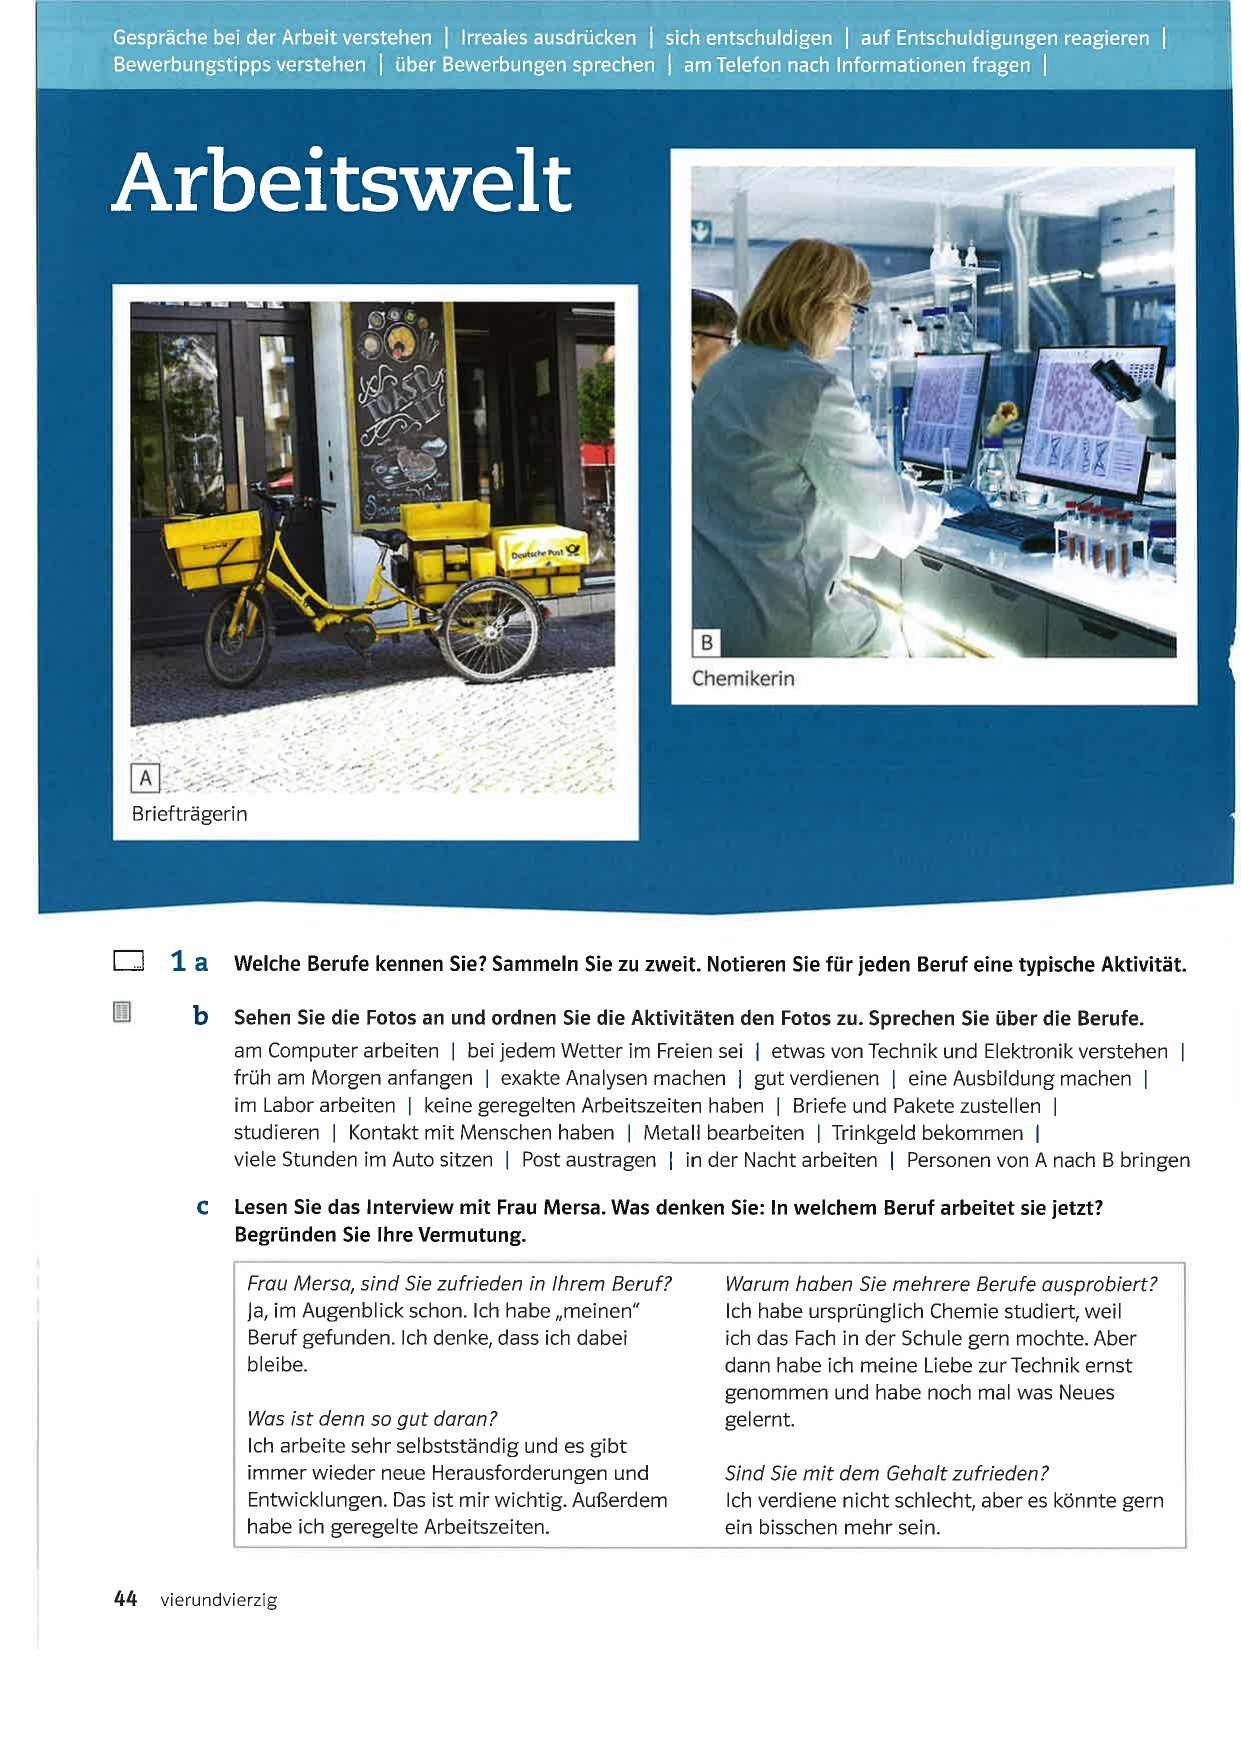 Gespräche bei der Arbeit verstehen | Irreales ausdrücken | sich entschuldigen | auf Entschuldigungen reagieren |
Bewerbungstipps verstehen | über Bewerbungen sprechen | am Telefon nach Informationen fragen |
Arbeitswelt
TOAST
IT
Deutsche Post
A
Briefträgerin
B
Chemikerin
1 a Welche Berufe kennen Sie? Sammeln Sie zu zweit. Notieren Sie für jeden Beruf eine typische Aktivität.
b Sehen Sie die Fotos an und ordnen Sie die Aktivitäten den Fotos zu. Sprechen Sie über die Berufe.
am Computer arbeiten | bei jedem Wetter im Freien sei | etwas von Technik und Elektronik verstehen |
früh am Morgen anfangen | exakte Analysen machen | gut verdienen | eine Ausbildung machen |
im Labor arbeiten | keine geregelten Arbeitszeiten haben | Briefe und Pakete zustellen |
studieren | Kontakt mit Menschen haben | Metall bearbeiten | Trinkgeld bekommen |
viele Stunden im Auto sitzen | Post austragen | in der Nacht arbeiten | Personen von A nach B bringen
c Lesen Sie das Interview mit Frau Mersa. Was denken Sie: In welchem Beruf arbeitet sie jetzt?
Begründen Sie Ihre Vermutung.
Frau Mersa, sind Sie zufrieden in Ihrem Beruf?
Ja, im Augenblick schon. Ich habe „meinen"
Beruf gefunden. Ich denke, dass ich dabei
bleibe.
Was ist denn so gut daran?
Ich arbeite sehr selbstständig und es gibt
immer wieder neue Herausforderungen und
Entwicklungen. Das ist mir wichtig. Außerdem
habe ich geregelte Arbeitszeiten.
Warum haben Sie mehrere Berufe ausprobiert?
Ich habe ursprünglich Chemie studiert, weil
ich das Fach in der Schule gern mochte. Aber
dann habe ich meine Liebe zur Technik ernst
genommen und habe noch mal was Neues
gelernt.
Sind Sie mit dem Gehalt zufrieden?
Ich verdiene nicht schlecht, aber es könnte gern
ein bisschen mehr sein.
44 vierundvierzig